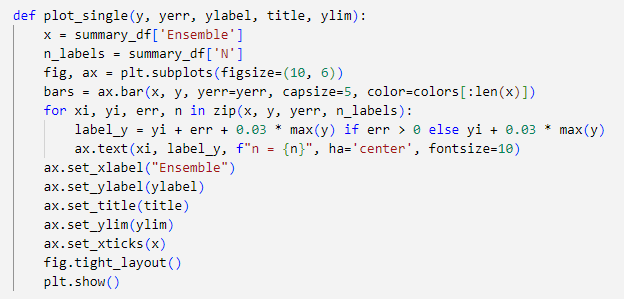 def plot_single(y, yerr, ylabel, title, ylim):
    x = summary_df['Ensemble']
    n_labels = summary_df['N']
    fig, ax = plt.subplots(figsize=(10, 6))
    bars = ax.bar(x, y, yerr=yerr, capsize=5, color=colors[:len(x)])
    for xi, yi, err, n in zip(x, y, yerr, n_labels):
        label_y = yi + err + 0.03 * max(y) if err > 0 else yi + 0.03 * max(y)
        ax.text(xi, label_y, f"n = {n}", ha='center', fontsize=10)
    ax.set_xlabel("Ensemble")
    ax.set_ylabel(ylabel)
    ax.set_title(title)
    ax.set_ylim(ylim)
    ax.set_xticks(x)
    fig.tight_layout()
    plt.show()